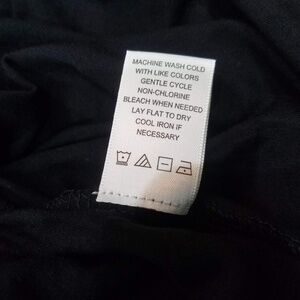 MACHINE WASH COLD
WITH LIKE COLORS
GENTLE CYCLE
NON-CHLORINE
BLEACH WHEN NEEDED
LAY FLAT TO DRY
COOL IRON IF
NECESSARY